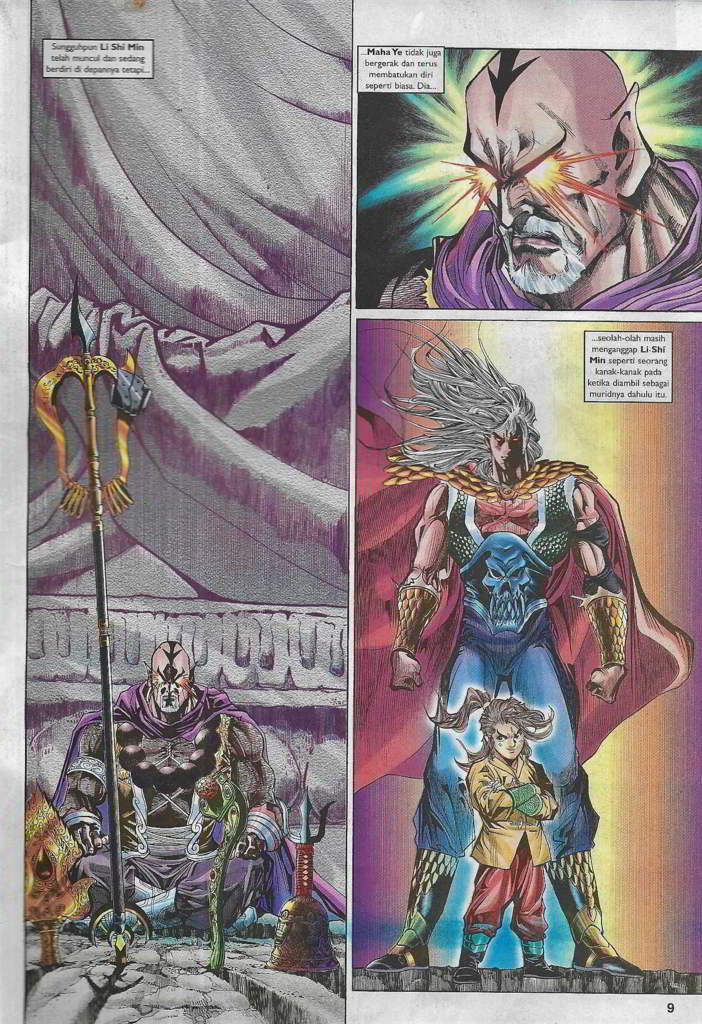 Sungguhpun Li Shi Min
telah muncul dan sedang
berdiri di depannya tetapi...
...Maha Ye tidak juga
bergerak dan terus
membatukan diri
seperti biasa. Dia...
...seolah-olah masih
menganggap Li-Shi
Min seperti seorang
kanak-kanak pada
ketika diambil sebagai
muridnya dahulu itu.
9